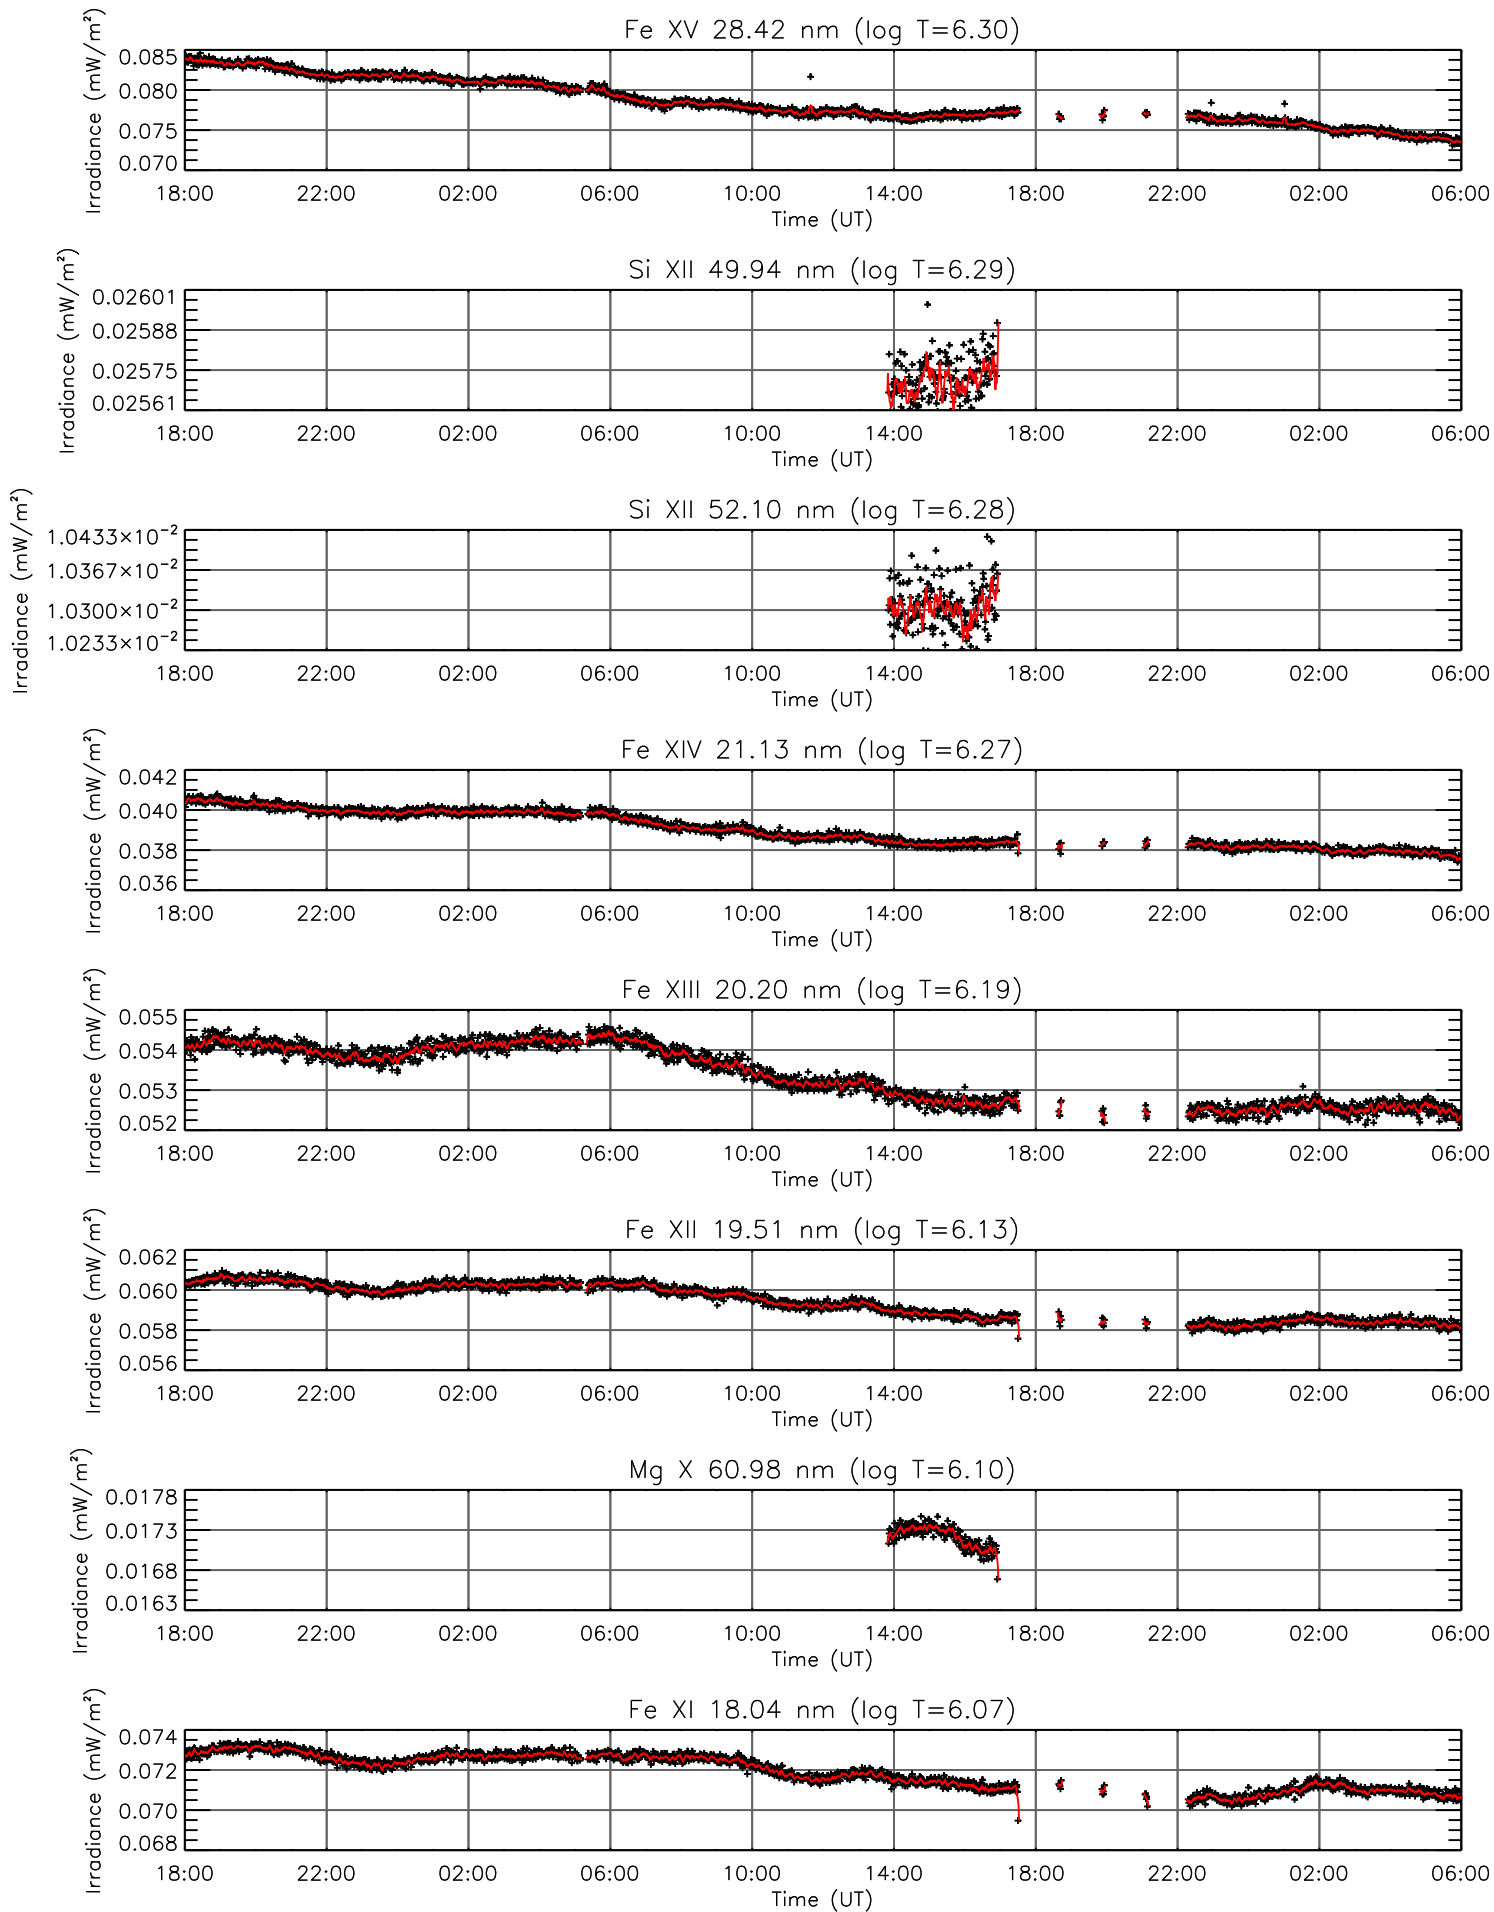 Fe XV 28.42 nm (log T=6.30)
Irradiance (mW/m²)
0.085
0.080
0.075
0.070
18:00 22:00 02:00 06:00 10:00 14:00 18:00 22:00 02:00 06:00
Time (UT)
Si XII 49.94 nm (log T=6.29)
Irradiance (mW/m²)
0.02601
0.02588
0.02575
0.02561
18:00 22:00 02:00 06:00 10:00 14:00 18:00 22:00 02:00 06:00
Time (UT)
Si XII 52.10 nm (log T=6.28)
Irradiance (mW/m²)
1.0433×10⁻²
1.0367×10⁻²
1.0300×10⁻²
1.0233×10⁻²
18:00 22:00 02:00 06:00 10:00 14:00 18:00 22:00 02:00 06:00
Time (UT)
Fe XIV 21.13 nm (log T=6.27)
Irradiance (mW/m²)
0.042
0.040
0.038
0.036
18:00 22:00 02:00 06:00 10:00 14:00 18:00 22:00 02:00 06:00
Time (UT)
Fe XIII 20.20 nm (log T=6.19)
Irradiance (mW/m²)
0.055
0.054
0.053
0.052
18:00 22:00 02:00 06:00 10:00 14:00 18:00 22:00 02:00 06:00
Time (UT)
Fe XII 19.51 nm (log T=6.13)
Irradiance (mW/m²)
0.062
0.060
0.058
0.056
18:00 22:00 02:00 06:00 10:00 14:00 18:00 22:00 02:00 06:00
Time (UT)
Mg X 60.98 nm (log T=6.10)
Irradiance (mW/m²)
0.0178
0.0173
0.0168
0.0163
18:00 22:00 02:00 06:00 10:00 14:00 18:00 22:00 02:00 06:00
Time (UT)
Fe XI 18.04 nm (log T=6.07)
Irradiance (mW/m²)
0.074
0.072
0.070
0.068
18:00 22:00 02:00 06:00 10:00 14:00 18:00 22:00 02:00 06:00
Time (UT)